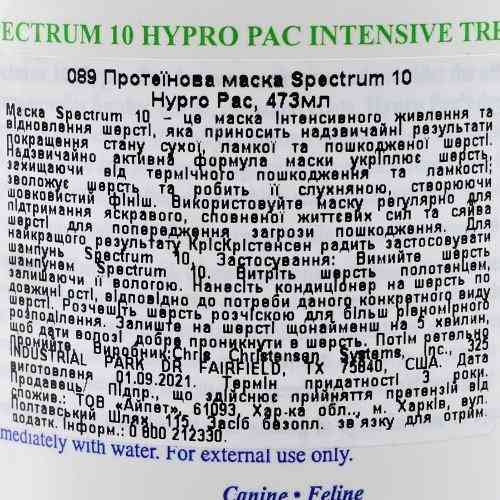 ECTRUM 10 HYPRO PAC INTENSIVE TRE
089 Протеїнова маска Spectrum 10
Hypro Pac, 473мл
Маска Spectrum 10 – це маска інтенсивного живлення та
відновлення шерсті, яка приносить надзвичайні результати
покращення стану сухої, ламкої та пошкодженої шерсті.
Надзвичайно активна формула маски укріплює шерсть,
захищаючи від термічного пошкодження та ламкості;
зволожує шерсть та робить її слухняною, створюючи
шовковистий фініш. Використовуйте маску регулярно для
підтримання яскравого, сповненої життєвих сил та сяйва
шерсті для попередження загрози пошкодження. Для
найкращого результату КрісКрістенсен радить застосовувати
шампунь Spectrum 10. Застосування: Вимийте шерсть
шампунем Spectrum 10. Витріть шерсть полотенцем,
залишаючи її вологою. Нанесіть кондиціонер на шерсть по
довжині ості, відповідно до потреби даного конкретного виду
шерсті. Розчешіть шерсть розчіскою для більш рівномірного
розподілення. Залиште на шерсті щонайменш на 5 хвилин,
щоб дати волозі добре проникнути в шерсть. Потім ретельно
промийте. Виробник:Chris Christensen Systems, Inc., 325
INDUSTRIAL PARK DR FAIRFIELD, TX 75840, США. Дата
виготовленя 01.09.2021. Термін придатності 3 роки.
Продавець/ Підпр., що здійснює прийняття претензій від
спожив.: ТОВ «Айпет», 61093, Хар-ка обл., м. Харків, вул.
Полтавський Шлях, 115. Засіб безопл. зв'язку для отрим.
додатк. інформ.: 0 800 212330.
mediately with water. For external use only.
Canine • Feline